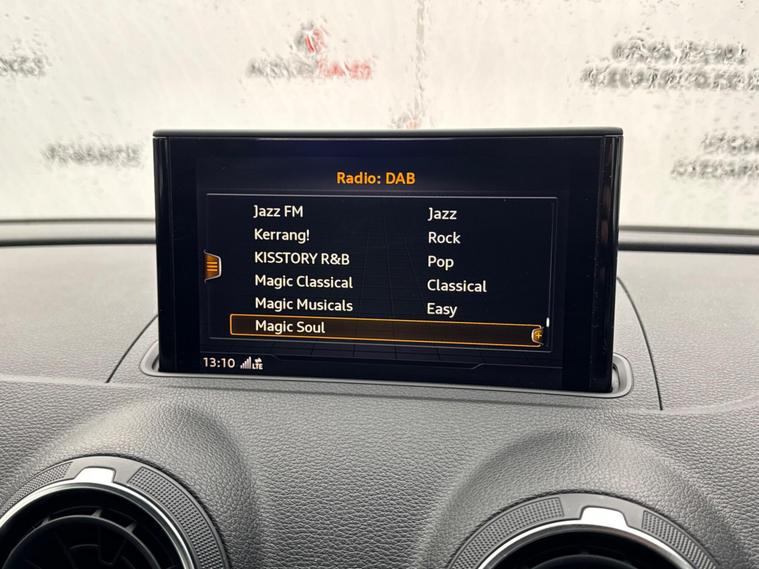 Radio: DAB
Jazz FM Jazz
Kerrang! Rock
KISSTORY R&B Pop
Magic Classical Classical
Magic Musicals Easy
Magic Soul
13:10 LTE